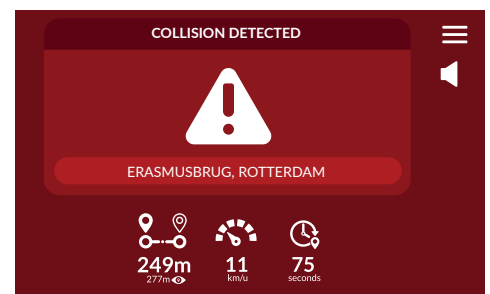 COLLISION DETECTED
ERASMUSBRUG, ROTTERDAM
249m 11 75
277m km/u seconds